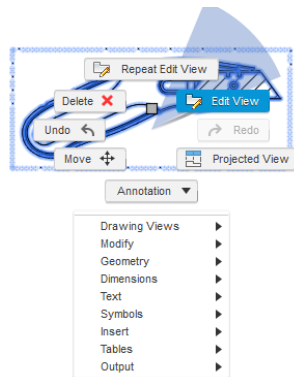 Repeat Edit View
Delete
Edit View
Undo
Redo
Move
Projected View
Annotation
Drawing Views
Modify
Geometry
Dimensions
Text
Symbols
Insert
Tables
Output